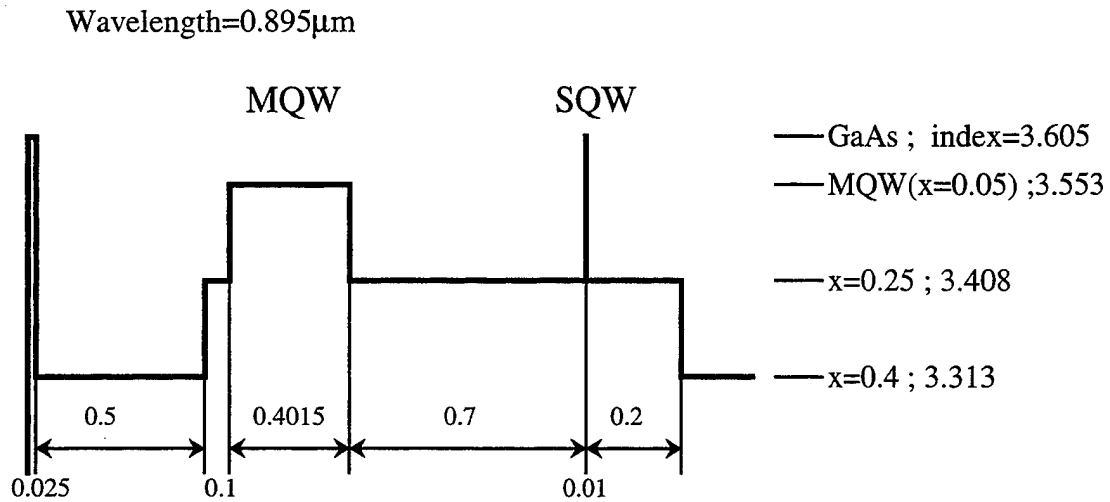 Wavelength=0.895μm
MQW
SQW
GaAs ; index=3.605
MQW(x=0.05) ;3.553
x=0.25 ; 3.408
x=0.4 ; 3.313
0.5
0.4015
0.7
0.2
0.025
0.1
0.01